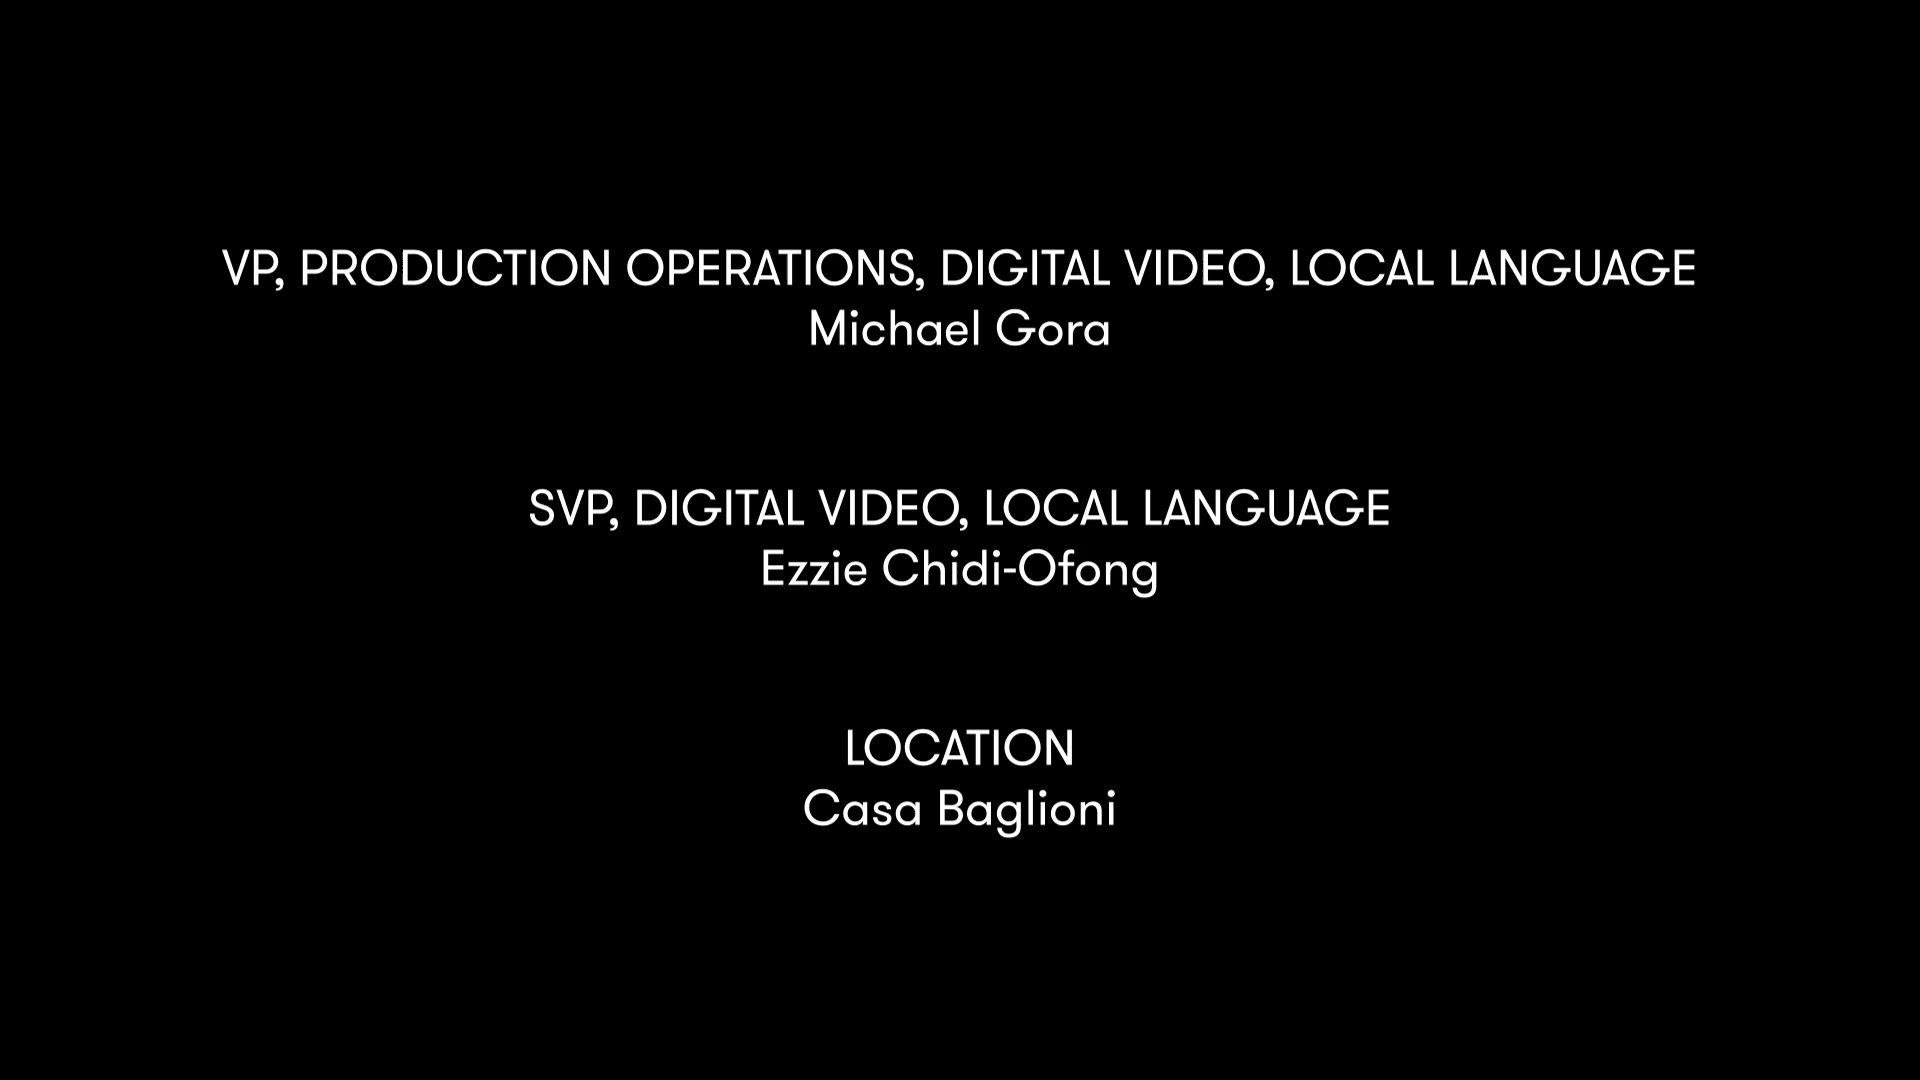 VP, PRODUCTION OPERATIONS, DIGITAL VIDEO, LOCAL LANGUAGE
Michael Gora
SVP, DIGITAL VIDEO, LOCAL LANGUAGE
Ezzie Chidi-Ofong
LOCATION
Casa Baglioni